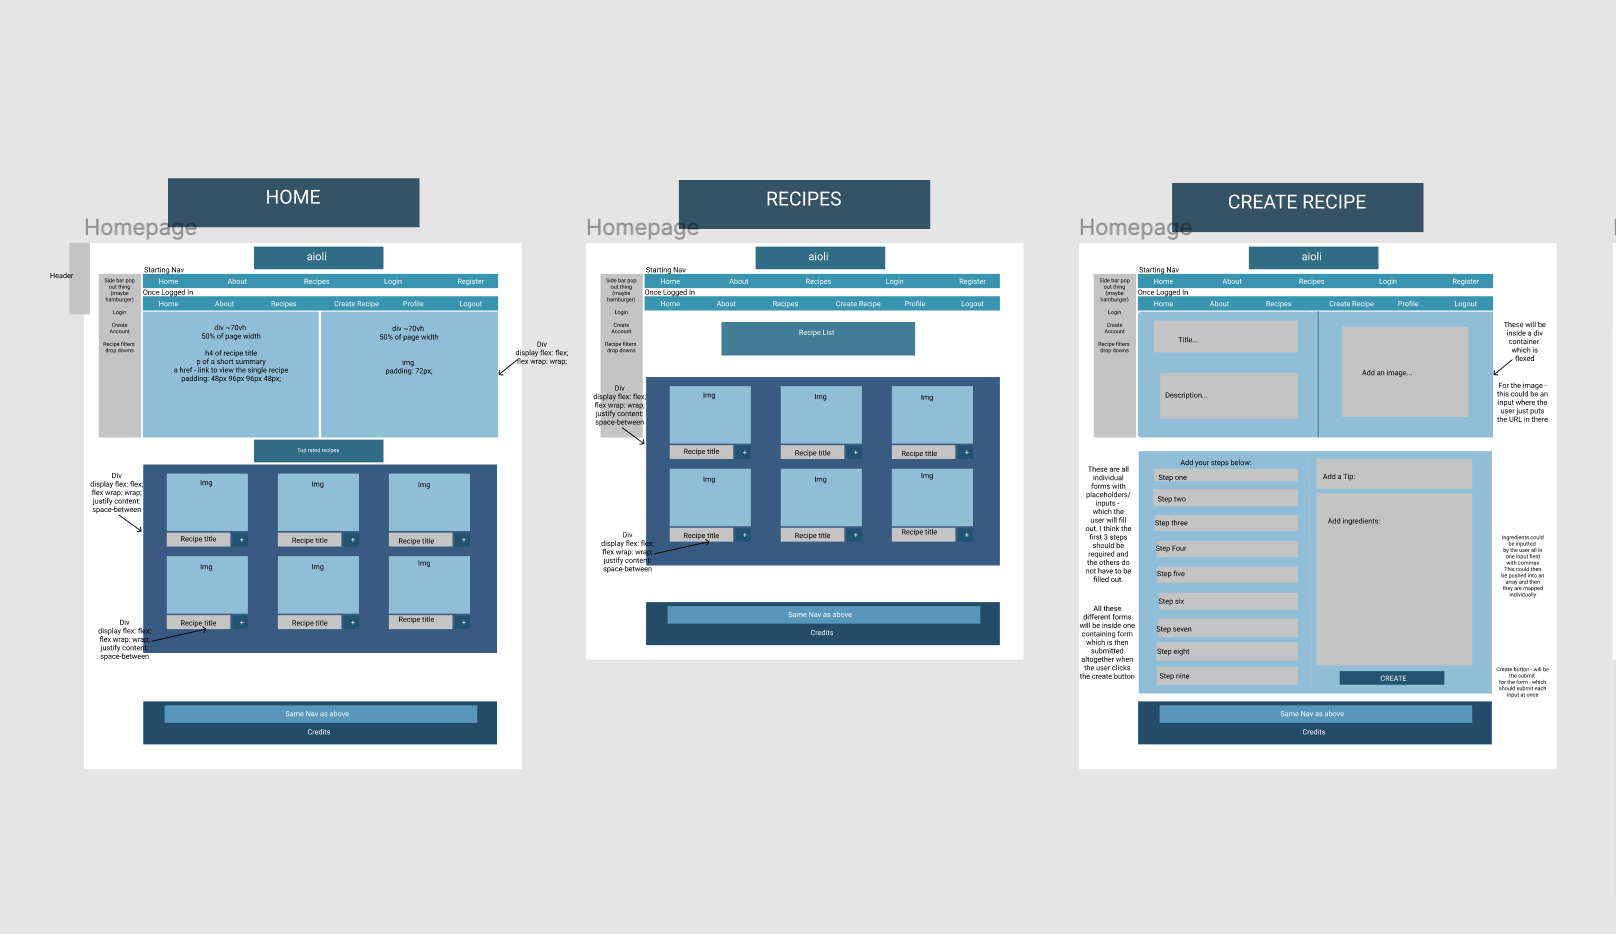 HOME
Homepage
Header
aioli
Starting Nav
Home About Recipes Login Register
Once Logged In
Home About Recipes Create Recipe Profile Logout
Side bar pop
out thing
(maybe
hamburger)
Login
Create
Account
Recipe filters
drop downs
div ~70vh
50% of page width
h4 of recipe title
p of a short summary
a href - link to view the single recipe
padding: 48px 96px 96px 48px;
div ~70vh
50% of page width
img
padding: 72px;
Div
display flex: flex;
flex wrap: wrap;
Top rated recipes
Div
display flex: flex;
flex wrap: wrap;
justify content:
space-between
Img Img Img
Recipe title + Recipe title + Recipe title +
Img Img Img
Recipe title + Recipe title + Recipe title +
Div
display flex: flex;
flex wrap: wrap;
justify content:
space-between
Same Nav as above
Credits
RECIPES
Homepage
aioli
Starting Nav
Home About Recipes Login Register
Once Logged In
Home About Recipes Create Recipe Profile Logout
Side bar pop
out thing
(maybe
hamburger)
Login
Create
Account
Recipe filters
drop downs
Recipe List
Div
display flex: flex;
flex wrap: wrap;
justify content:
space-between
Img Img Img
Recipe title + Recipe title + Recipe title +
Img Img Img
Recipe title + Recipe title + Recipe title +
Div
display flex: flex;
flex wrap: wrap;
justify content:
space-between
Same Nav as above
Credits
CREATE RECIPE
Homepage
aioli
Starting Nav
Home About Recipes Login Register
Once Logged In
Home About Recipes Create Recipe Profile Logout
Side bar pop
out thing
(maybe
hamburger)
Login
Create
Account
Recipe filters
drop downs
Title...
Description...
Add an image...
These will be
inside a div
container
which is
flexed
For the image -
this could be an
input where the
user just puts
the URL in there
These are all
individual
forms with
placeholders/
inputs -
which the
user will fill
out. I think the
first 3 steps
should be
required and
the others do
not have to be
filled out.
All these
different forms
will be inside one
containing form
which is then
submitted
altogether when
the user clicks
the create button
Add your steps below:
Step one
Step two
Step three
Step Four
Step five
Step six
Step seven
Step eight
Step nine
Add a Tip:
Add ingredients:
CREATE
Ingredients could
be inputted
by the user all in
one input field
with commas
This could then
be pushed into an
array and then
they are mapped
individually
Create button - will be
the submit
for the form - which
should submit each
input at once
Same Nav as above
Credits